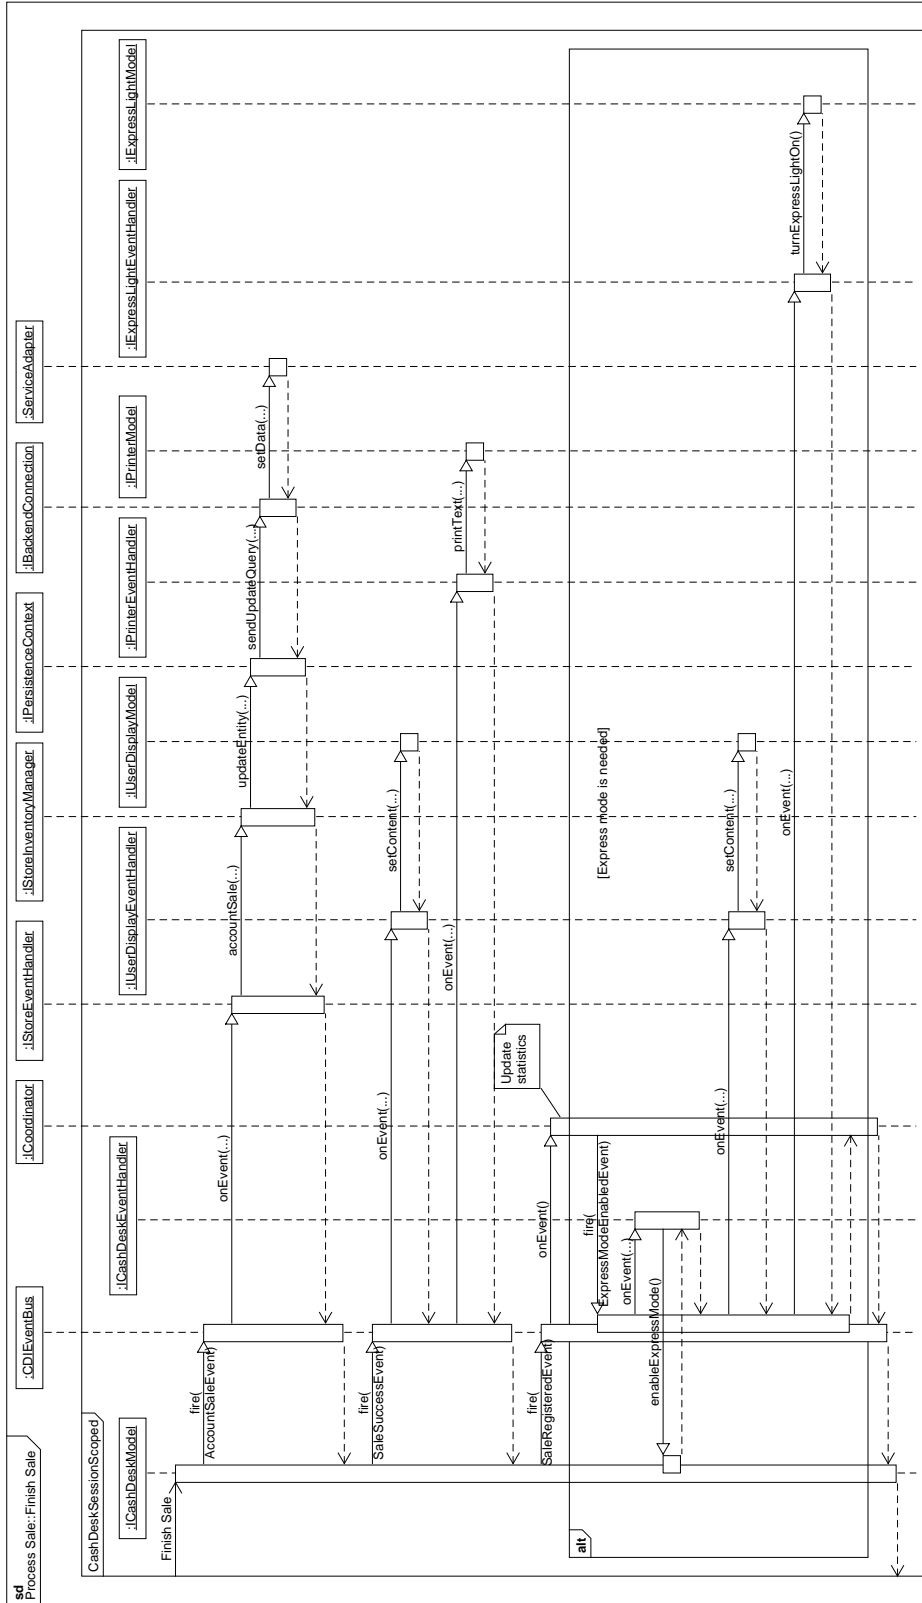 sd
Process Sale::Finish Sale
:CDIEventBus
:ICoordinator
:IStoreEventHandler
:IStoreInventoryManager
:IPersistenceContext
:IBackendConnection
:ServiceAdapter
CashDeskSessionScoped
:ICashDeskModel
:ICashDeskEventHandler
:IUserDisplayEventHandler
:IUserDisplayModel
:IPrinterEventHandler
:IPrinterModel
:IExpressLightEventHandler
:IExpressLightModel
Finish Sale
fire(
AccountSaleEvent)
onEvent(...)
accountSale(...)
updateEntity(...)
sendUpdateQuery(...)
setData(...)
fire(
SaleSuccessEvent)
onEvent(...)
setContent(...)
onEvent(...)
printText(...)
Update
statistics
fire(
SaleRegisteredEvent)
onEvent()
alt
[Express mode is needed]
fire(
ExpressModeEnabledEvent)
onEvent(...)
enableExpressMode()
onEvent(...)
setContent(...)
onEvent(...)
turnExpressLightOn()